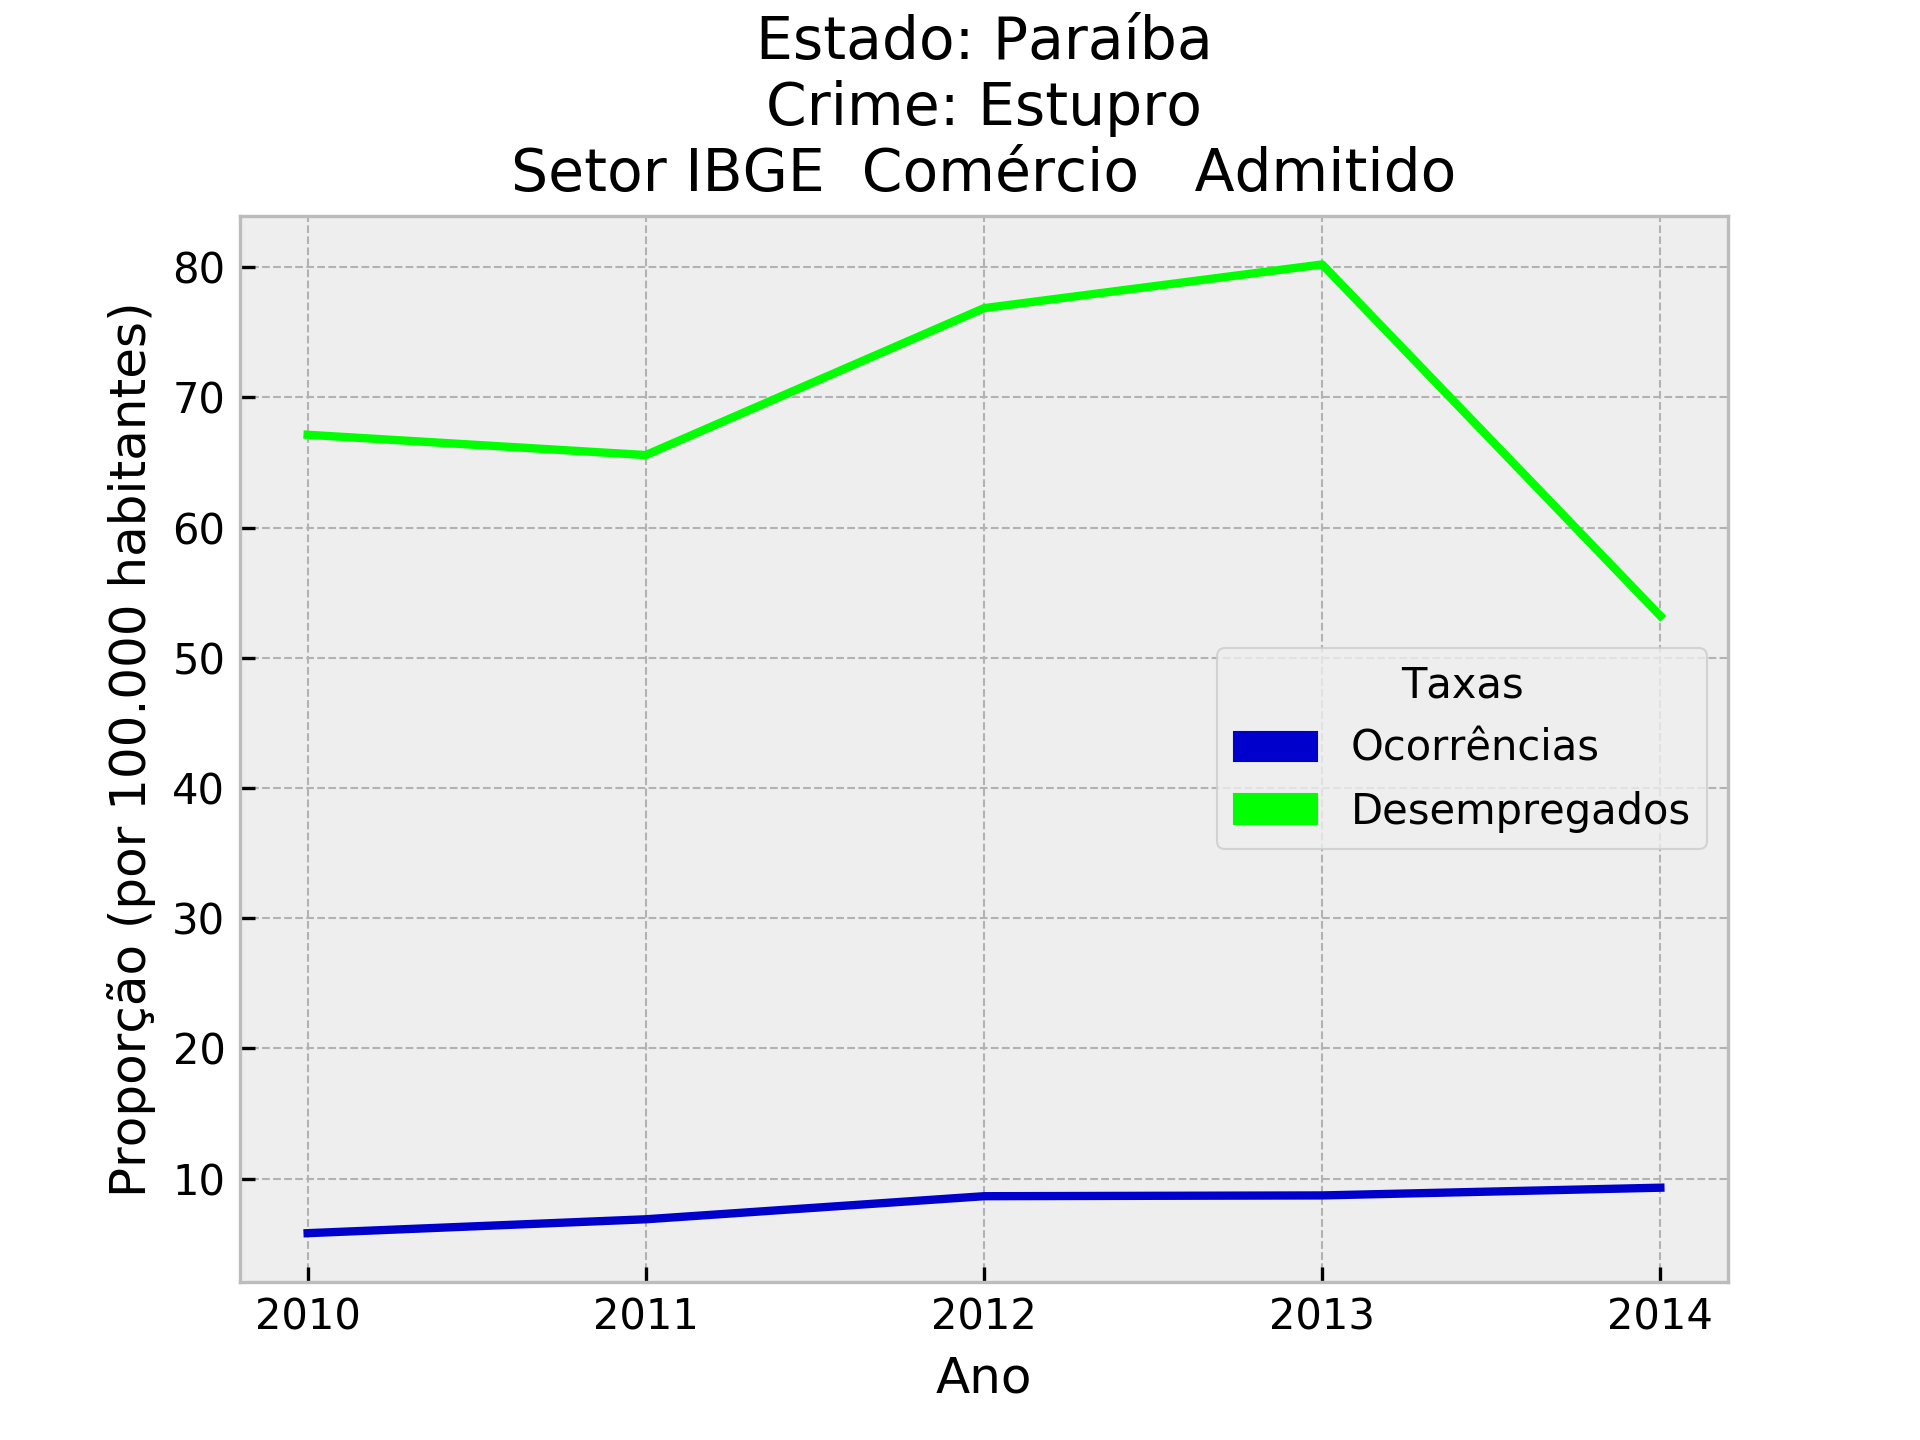 Estado: Paraíba
Crime: Estupro
Setor IBGE  Comércio   Admitido
Proporção (por 100.000 habitantes)
80
70
60
50
40
30
20
10
Taxas
Ocorrências
Desempregados
2010 2011 2012 2013 2014
Ano